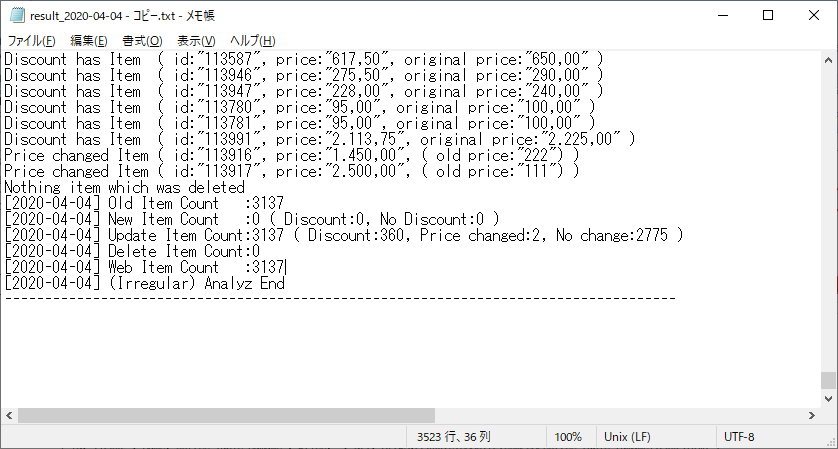 result_2020-04-04 - コピー.txt - メモ帳
ファイル(F) 編集(E) 書式(O) 表示(V) ヘルプ(H)
Discount has Item  ( id:"113587", price:"617,50", original price:"650,00" )
Discount has Item  ( id:"113946", price:"275,50", original price:"290,00" )
Discount has Item  ( id:"113947", price:"228,00", original price:"240,00" )
Discount has Item  ( id:"113780", price:"95,00", original price:"100,00" )
Discount has Item  ( id:"113781", price:"95,00", original price:"100,00" )
Discount has Item  ( id:"113991", price:"2.113,75", original price:"2.225,00" )
Price changed Item ( id:"113916", price:"1.450,00", ( old price:"222") )
Price changed Item ( id:"113917", price:"2.500,00", ( old price:"111") )
Nothing item which was deleted
[2020-04-04] Old Item Count   :3137
[2020-04-04] New Item Count   :0 ( Discount:0, No Discount:0 )
[2020-04-04] Update Item Count:3137 ( Discount:360, Price changed:2, No change:2775 )
[2020-04-04] Delete Item Count:0
[2020-04-04] Web Item Count   :3137
[2020-04-04] (Irregular) Analyz End
------------------------------------------------------------------------------------
3523 行、36 列 100% Unix (LF) UTF-8